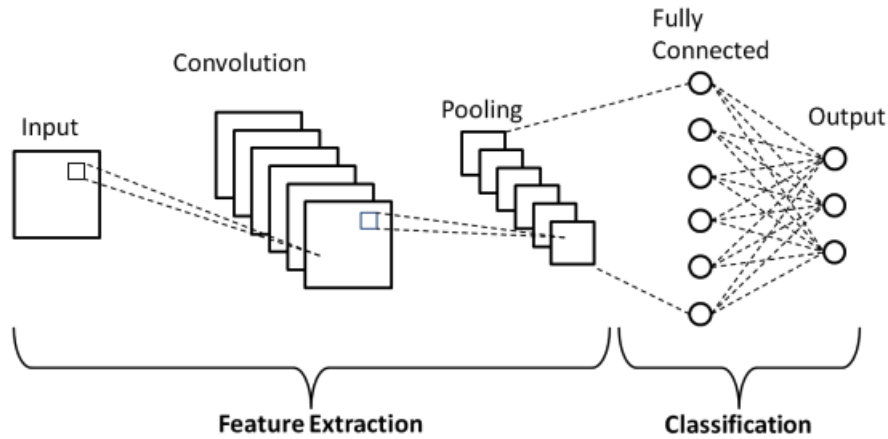 Input
Convolution
Pooling
Fully
Connected
Output
Feature Extraction
Classification